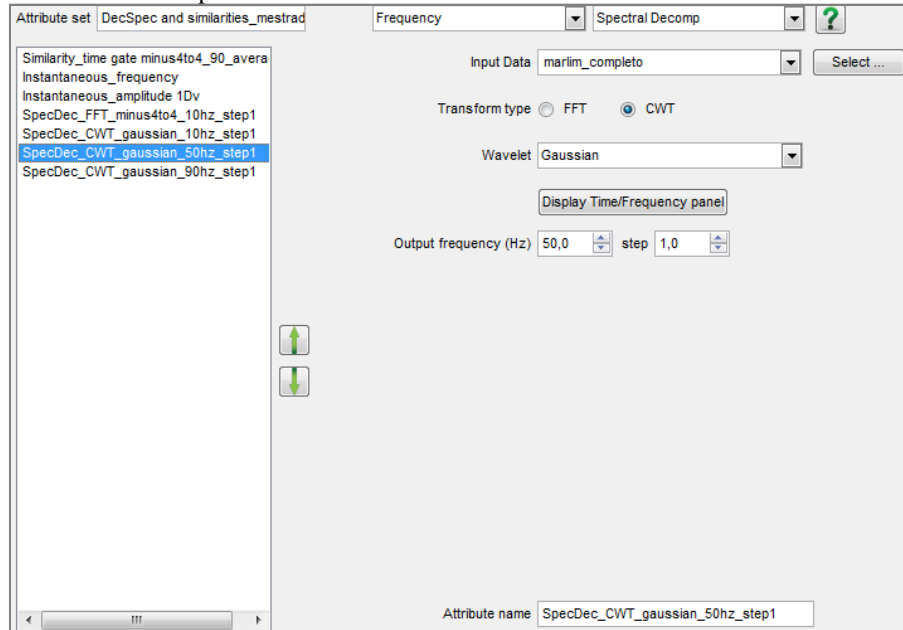 Attribute set DecSpec and similarities_mestrad Frequency Spectral Decomp ?
Similarity_time gate minus4to4_90_avera
Instantaneous_frequency
Instantaneous_amplitude 1Dv
SpecDec_FFT_minus4to4_10hz_step1
SpecDec_CWT_gaussian_10hz_step1
SpecDec_CWT_gaussian_50hz_step1
SpecDec_CWT_gaussian_90hz_step1
Input Data marlim_completo Select ...
Transform type FFT CWT
Wavelet Gaussian
Display Time/Frequency panel
Output frequency (Hz) 50,0 step 1,0
Attribute name SpecDec_CWT_gaussian_50hz_step1